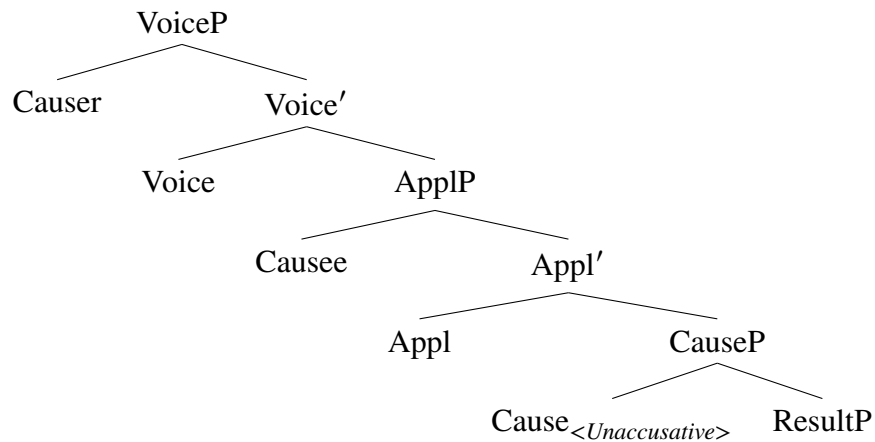 VoiceP
Causer Voice′
Voice ApplP
Causee Appl′
Appl CauseP
Cause<Unaccusative> ResultP